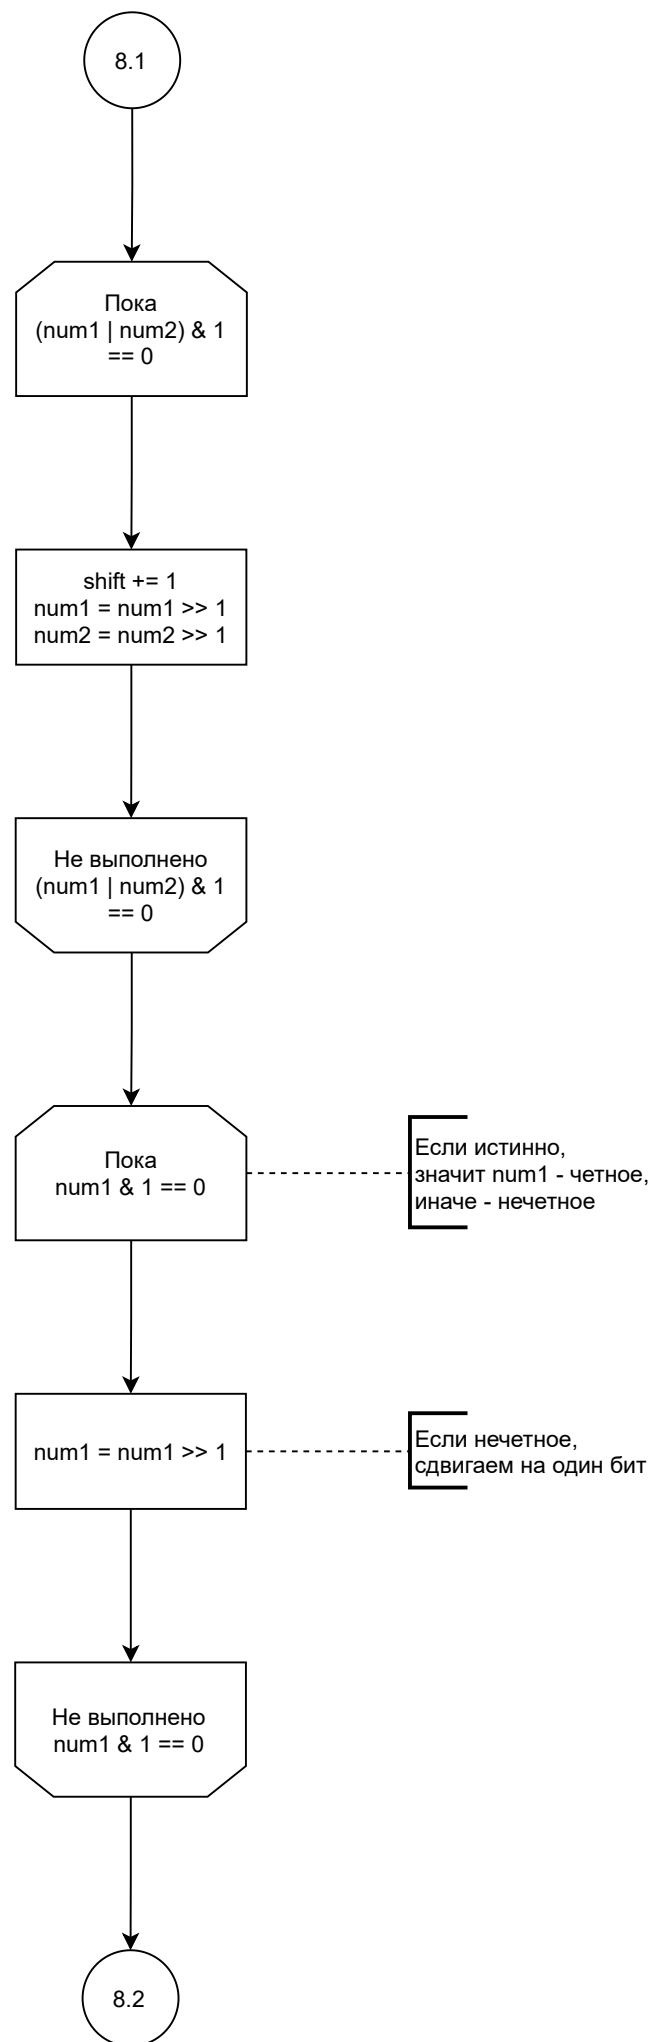 8.1
Пока
(num1 | num2) & 1
== 0
shift += 1
num1 = num1 >> 1
num2 = num2 >> 1
Не выполнено
(num1 | num2) & 1
== 0
Пока
num1 & 1 == 0
Если истинно,
значит num1 - четное,
иначе - нечетное
num1 = num1 >> 1
Если нечетное,
сдвигаем на один бит
Не выполнено
num1 & 1 == 0
8.2